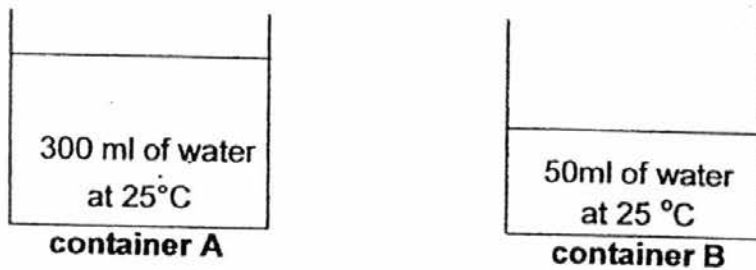 300 ml of water
at 25°C
container A
50ml of water
at 25 °C
container B